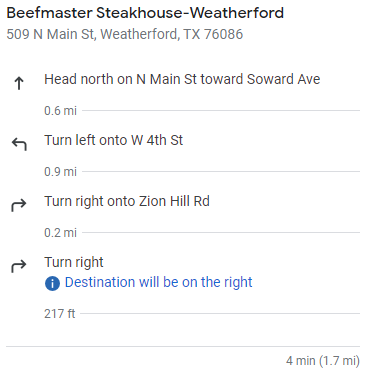 Beefmaster Steakhouse-Weatherford
509 N Main St, Weatherford, TX 76086
Head north on N Main St toward Soward Ave
0.6 mi
Turn left onto W 4th St
0.9 mi
Turn right onto Zion Hill Rd
0.2 mi
Turn right
Destination will be on the right
217 ft
4 min (1.7 mi)